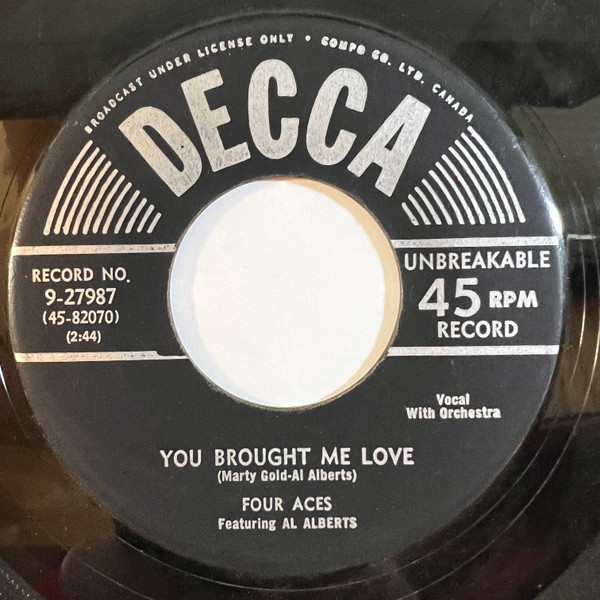 BROADCAST UNDER LICENSE ONLY • COMPO CO. LTD. CANADA
DECCA
RECORD NO.
9-27987
(45-82070)
(2:44)
UNBREAKABLE
45 RPM
RECORD
Vocal
With Orchestra
YOU BROUGHT ME LOVE
(Marty Gold-Al Alberts)
FOUR ACES
Featuring AL ALBERTS